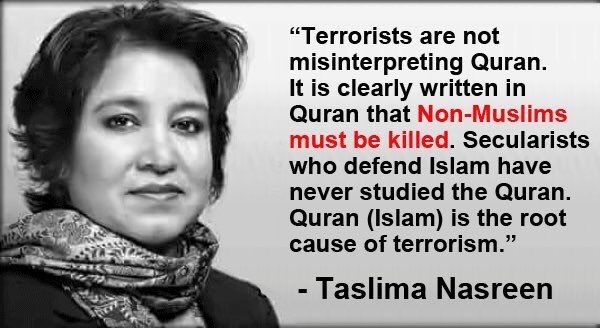 “Terrorists are not
misinterpreting Quran.
It is clearly written in
Quran that Non-Muslims
must be killed. Secularists
who defend Islam have
never studied the Quran.
Quran (Islam) is the root
cause of terrorism.”
- Taslima Nasreen